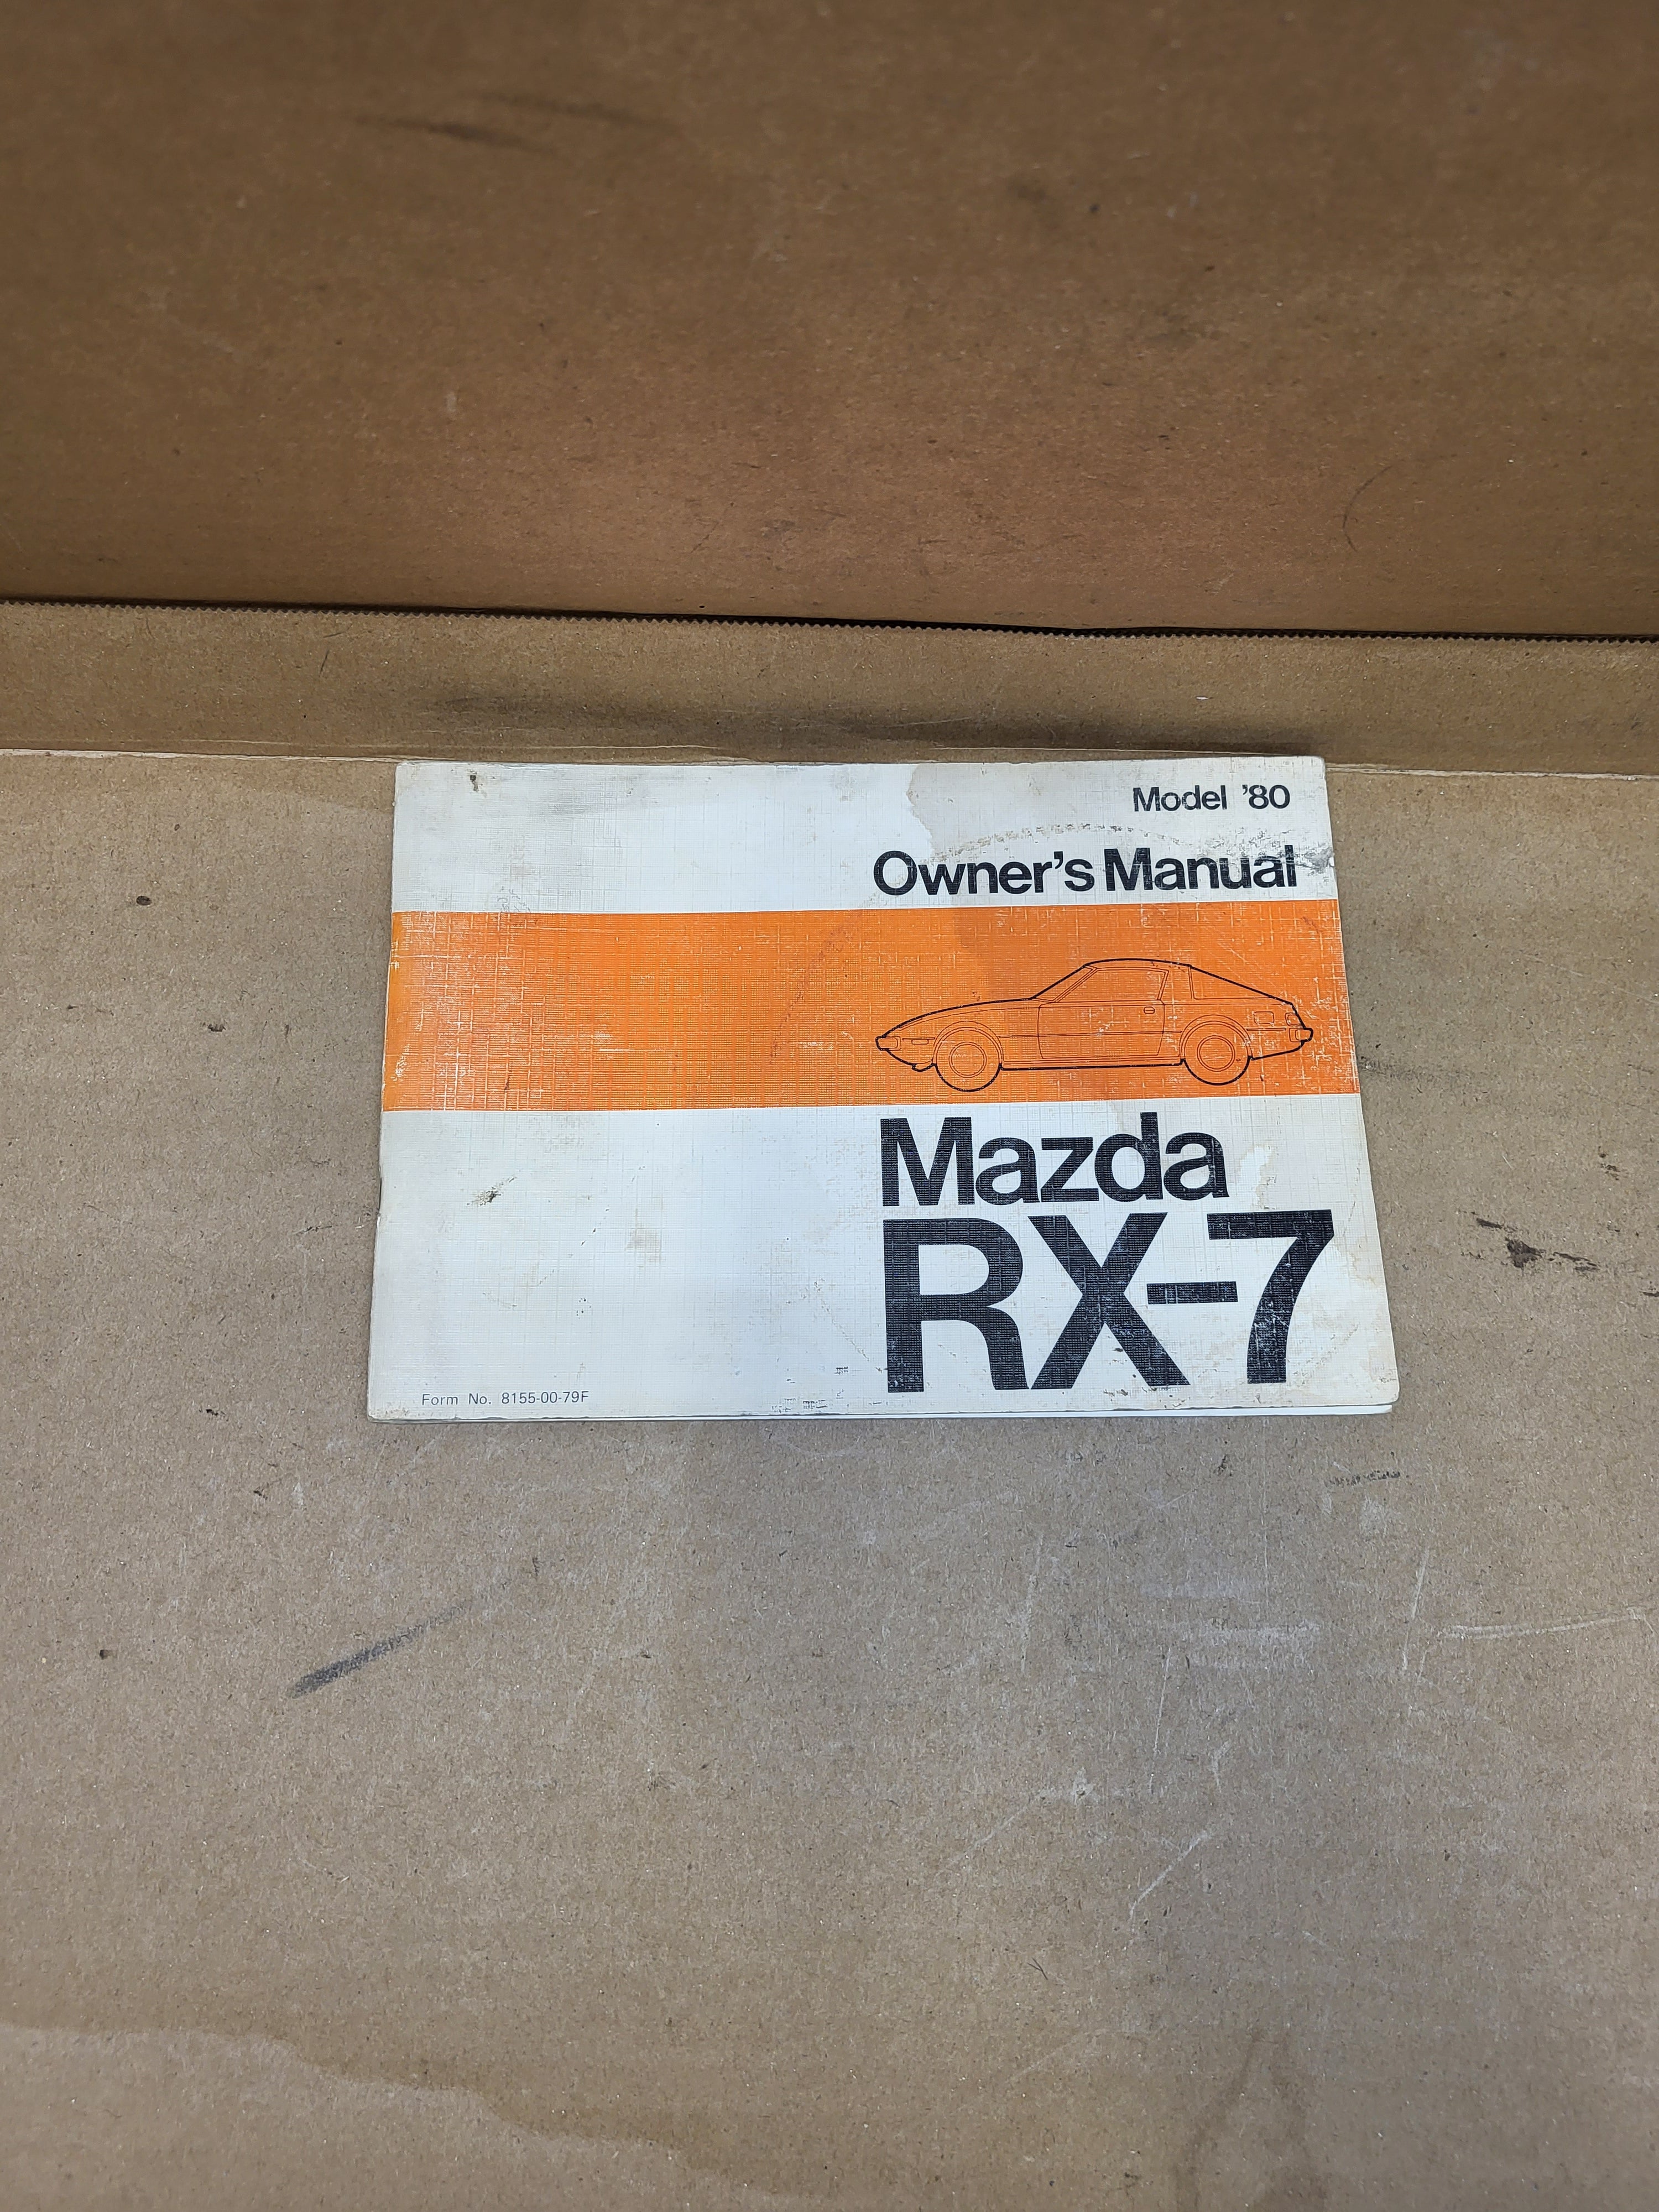 Model '80
Owner's Manual
Mazda
RX-7
Form No. 8155-00-79F